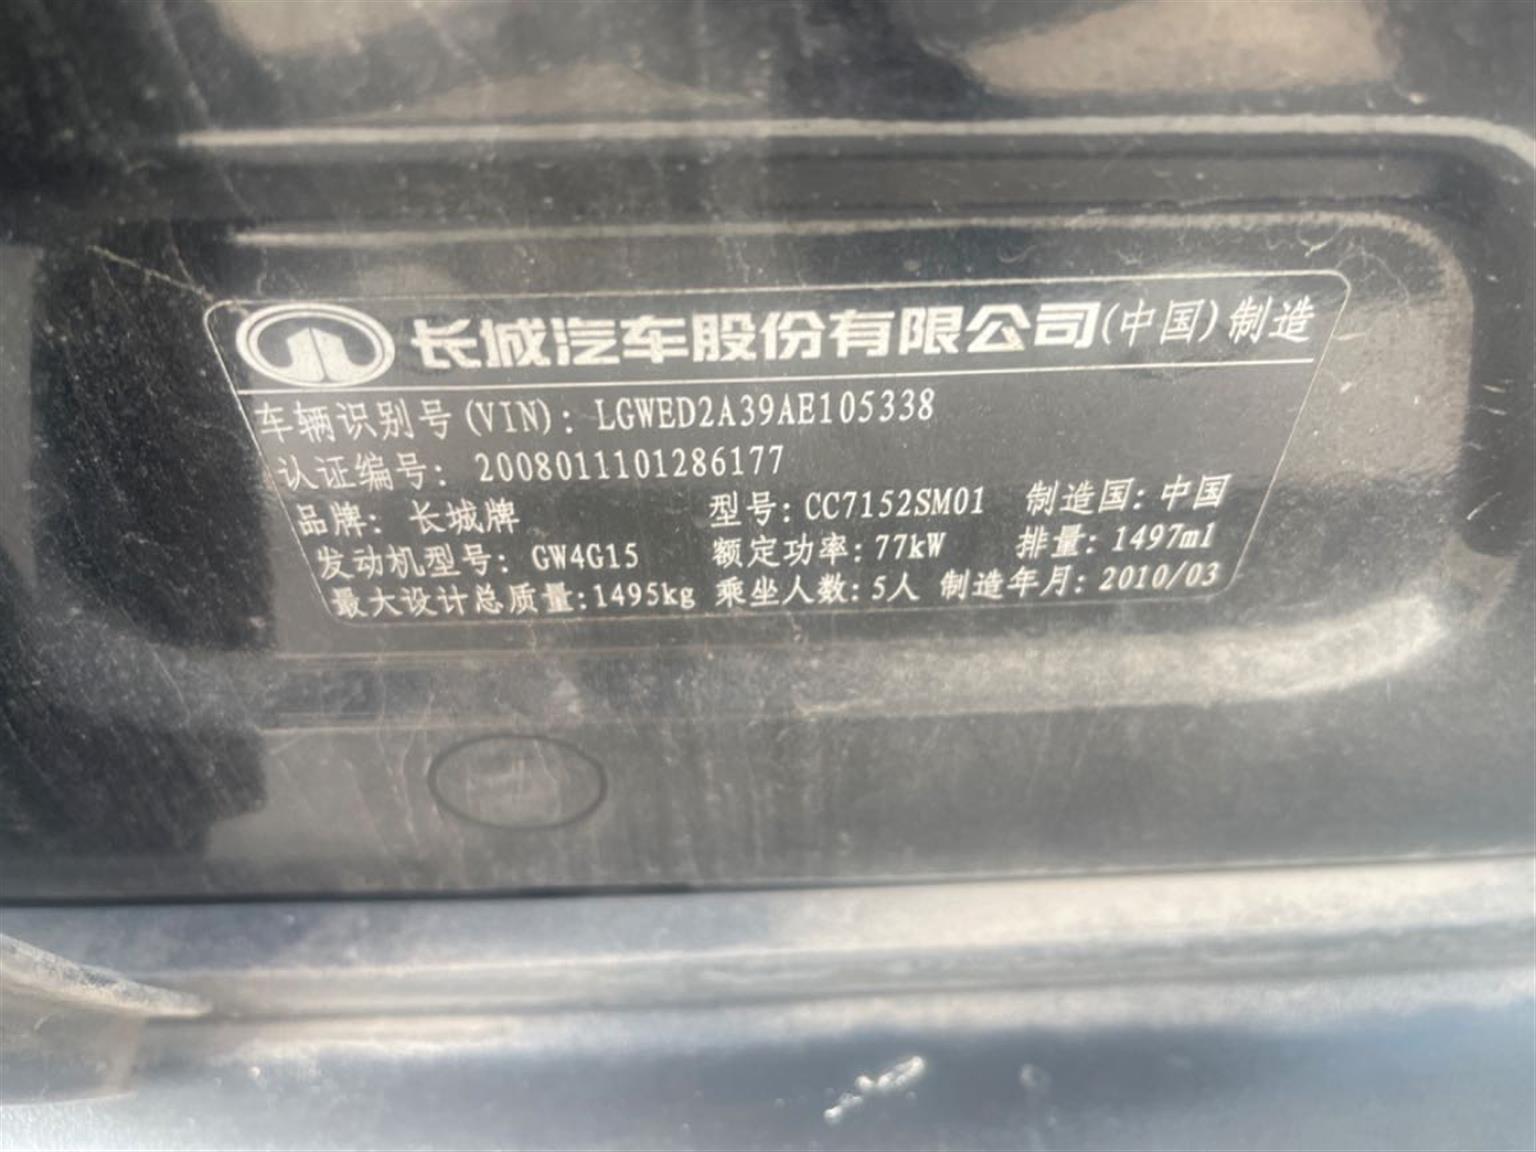 长城汽车股份有限公司(中国)制造
车辆识别号(VIN): LGWED2A39AE105338
认证编号: 2008011101286177
品牌: 长城牌 型号: CC7152SM01 制造国: 中国
发动机型号: GW4G15 额定功率: 77kW 排量: 1497ml
最大设计总质量: 1495kg 乘坐人数: 5人 制造年月: 2010/03